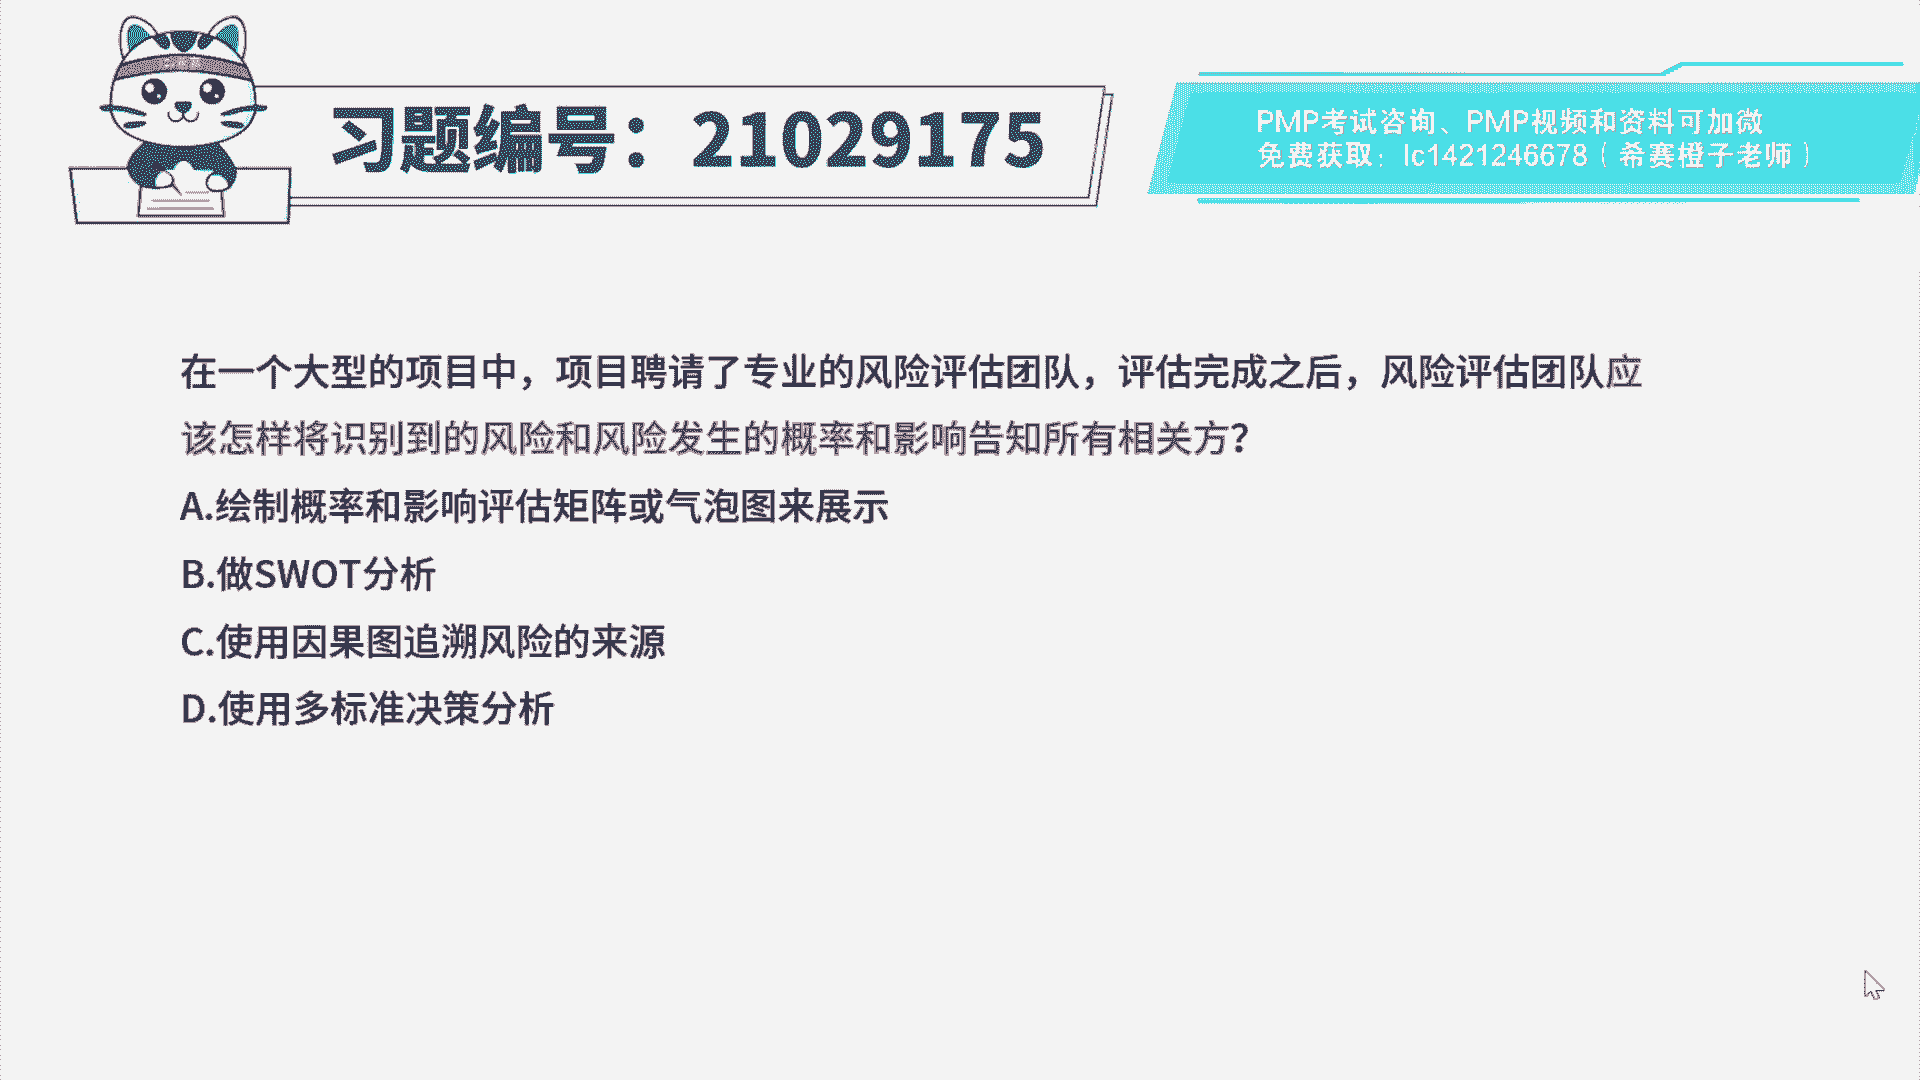 习题编号：21029175
PMP考试咨询、PMP视频和资料可加微
免费获取：lc1421246678（希赛橙子老师）
在一个大型的项目中，项目聘请了专业的风险评估团队，评估完成之后，风险评估团队应
该怎样将识别到的风险和风险发生的概率和影响告知所有相关方？
A.绘制概率和影响评估矩阵或气泡图来展示
B.做SWOT分析
C.使用因果图追溯风险的来源
D.使用多标准决策分析